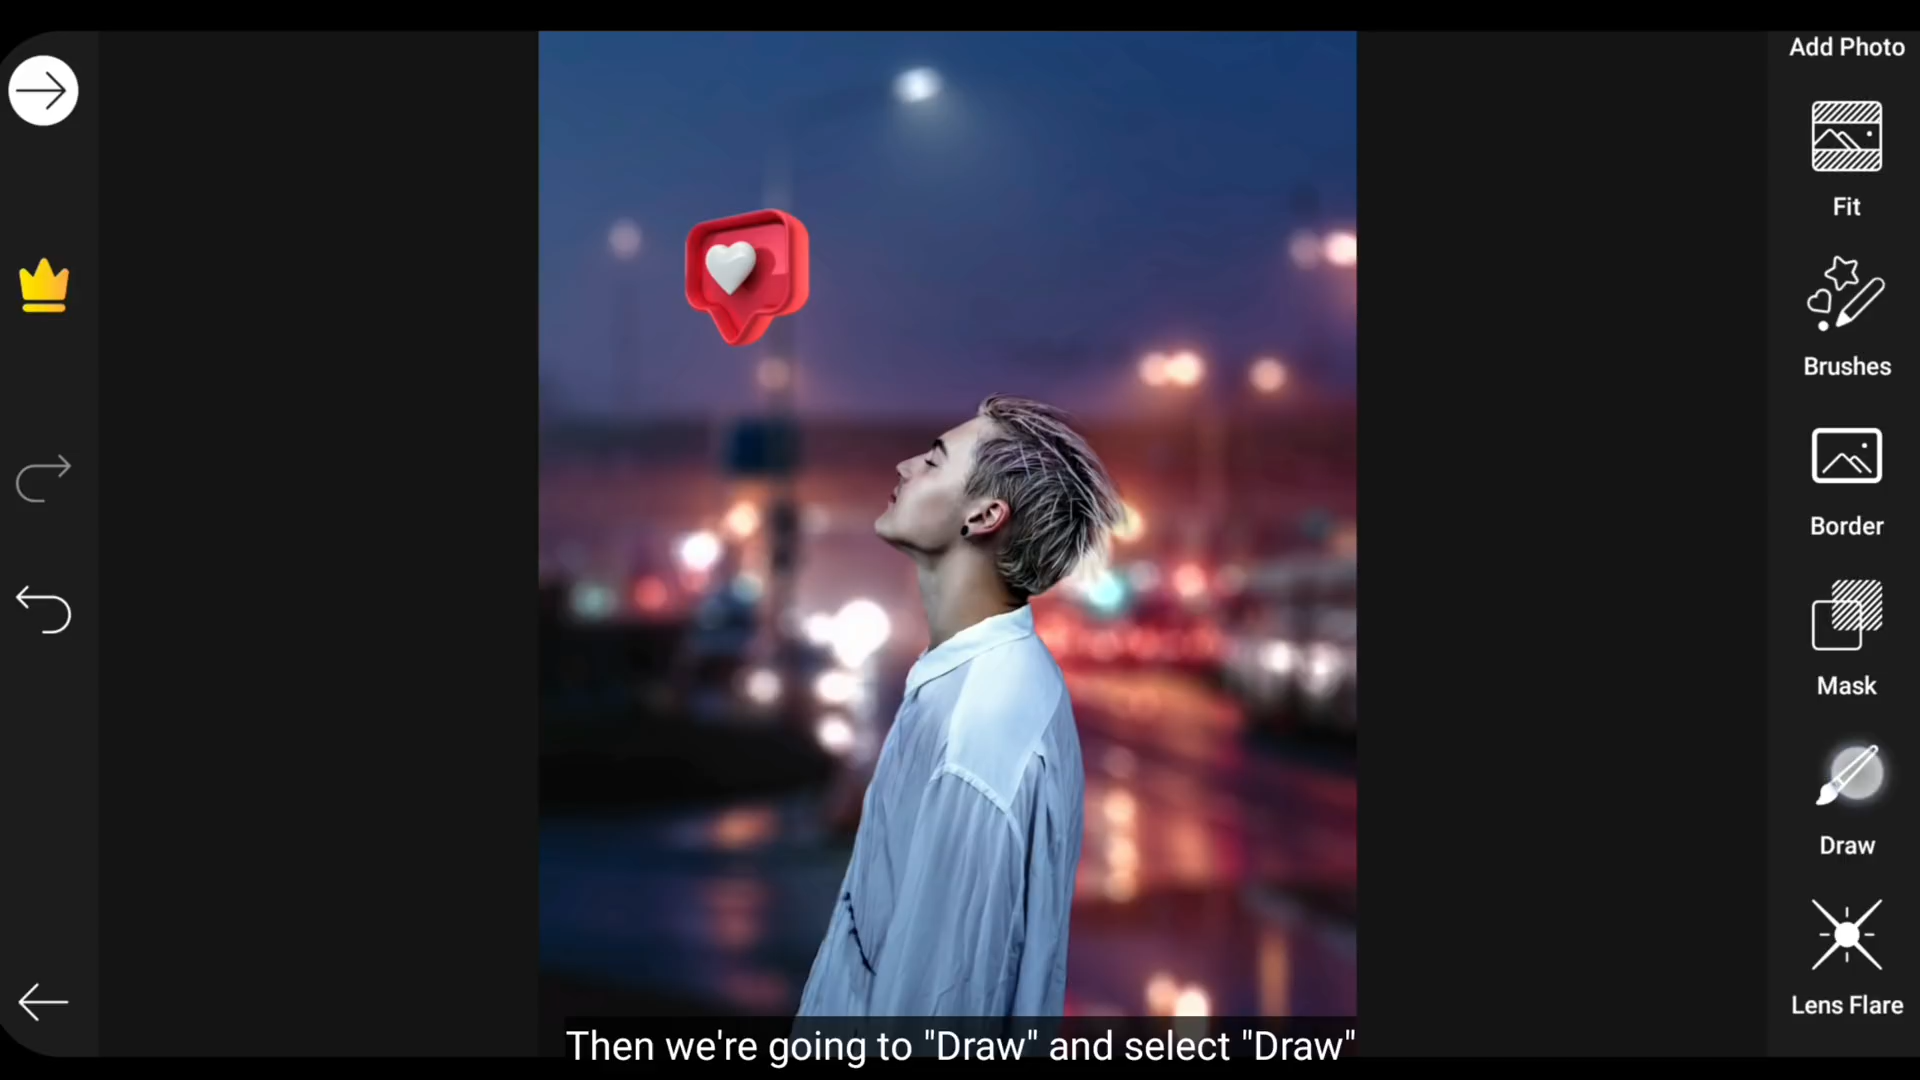 Add Photo
Fit
Brushes
Border
Mask
Draw
Lens Flare
Then we're going to "Draw" and select "Draw"